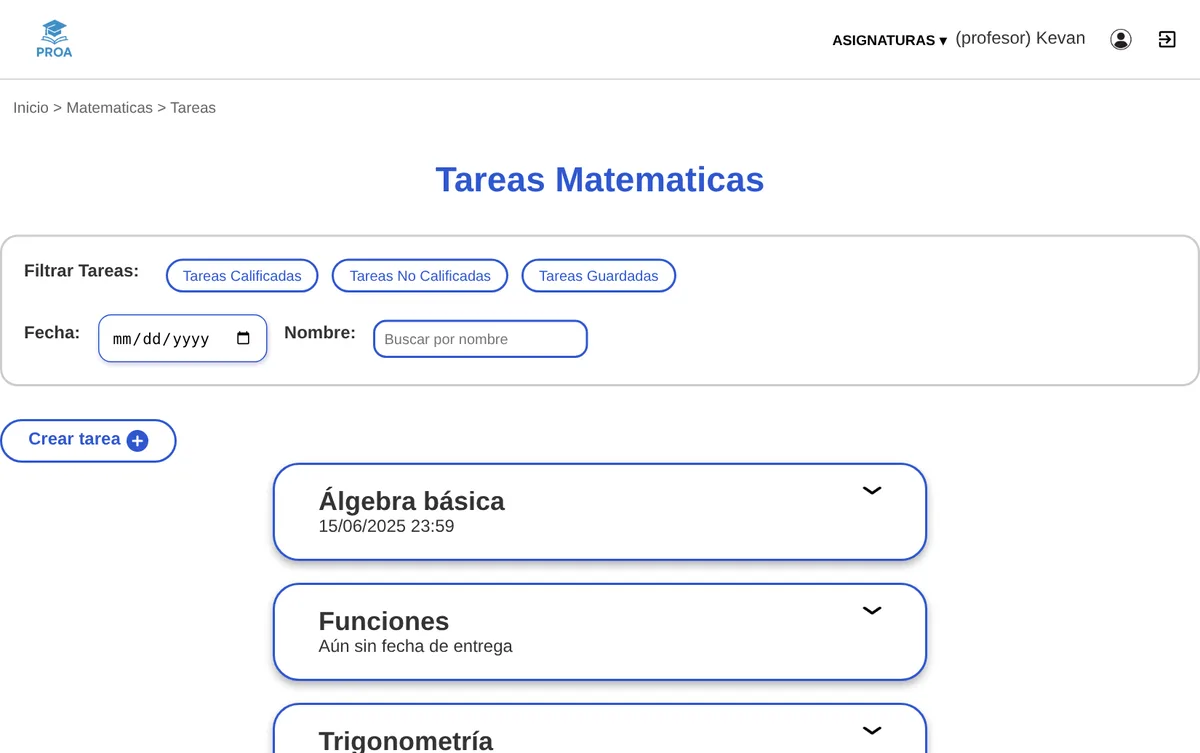 PROA
ASIGNATURAS ▾ (profesor) Kevan
Inicio > Matematicas > Tareas
Tareas Matematicas
Filtrar Tareas: Tareas Calificadas Tareas No Calificadas Tareas Guardadas
Fecha: mm/dd/yyyy Nombre: Buscar por nombre
Crear tarea
Álgebra básica
15/06/2025 23:59
Funciones
Aún sin fecha de entrega
Trigonometría